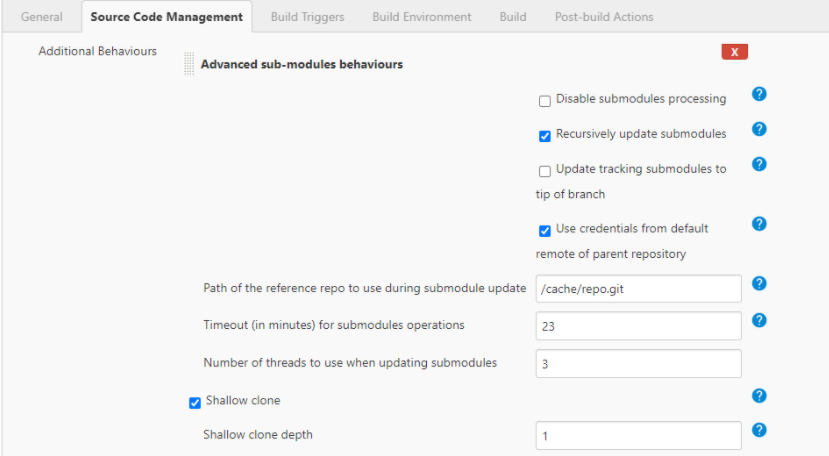 General Source Code Management Build Triggers Build Environment Build Post-build Actions
Additional Behaviours
Advanced sub-modules behaviours
X
Disable submodules processing ?
Recursively update submodules ?
Update tracking submodules to ?
tip of branch
Use credentials from default ?
remote of parent repository
Path of the reference repo to use during submodule update /cache/repo.git ?
Timeout (in minutes) for submodules operations 23 ?
Number of threads to use when updating submodules 3
Shallow clone ?
Shallow clone depth 1 ?